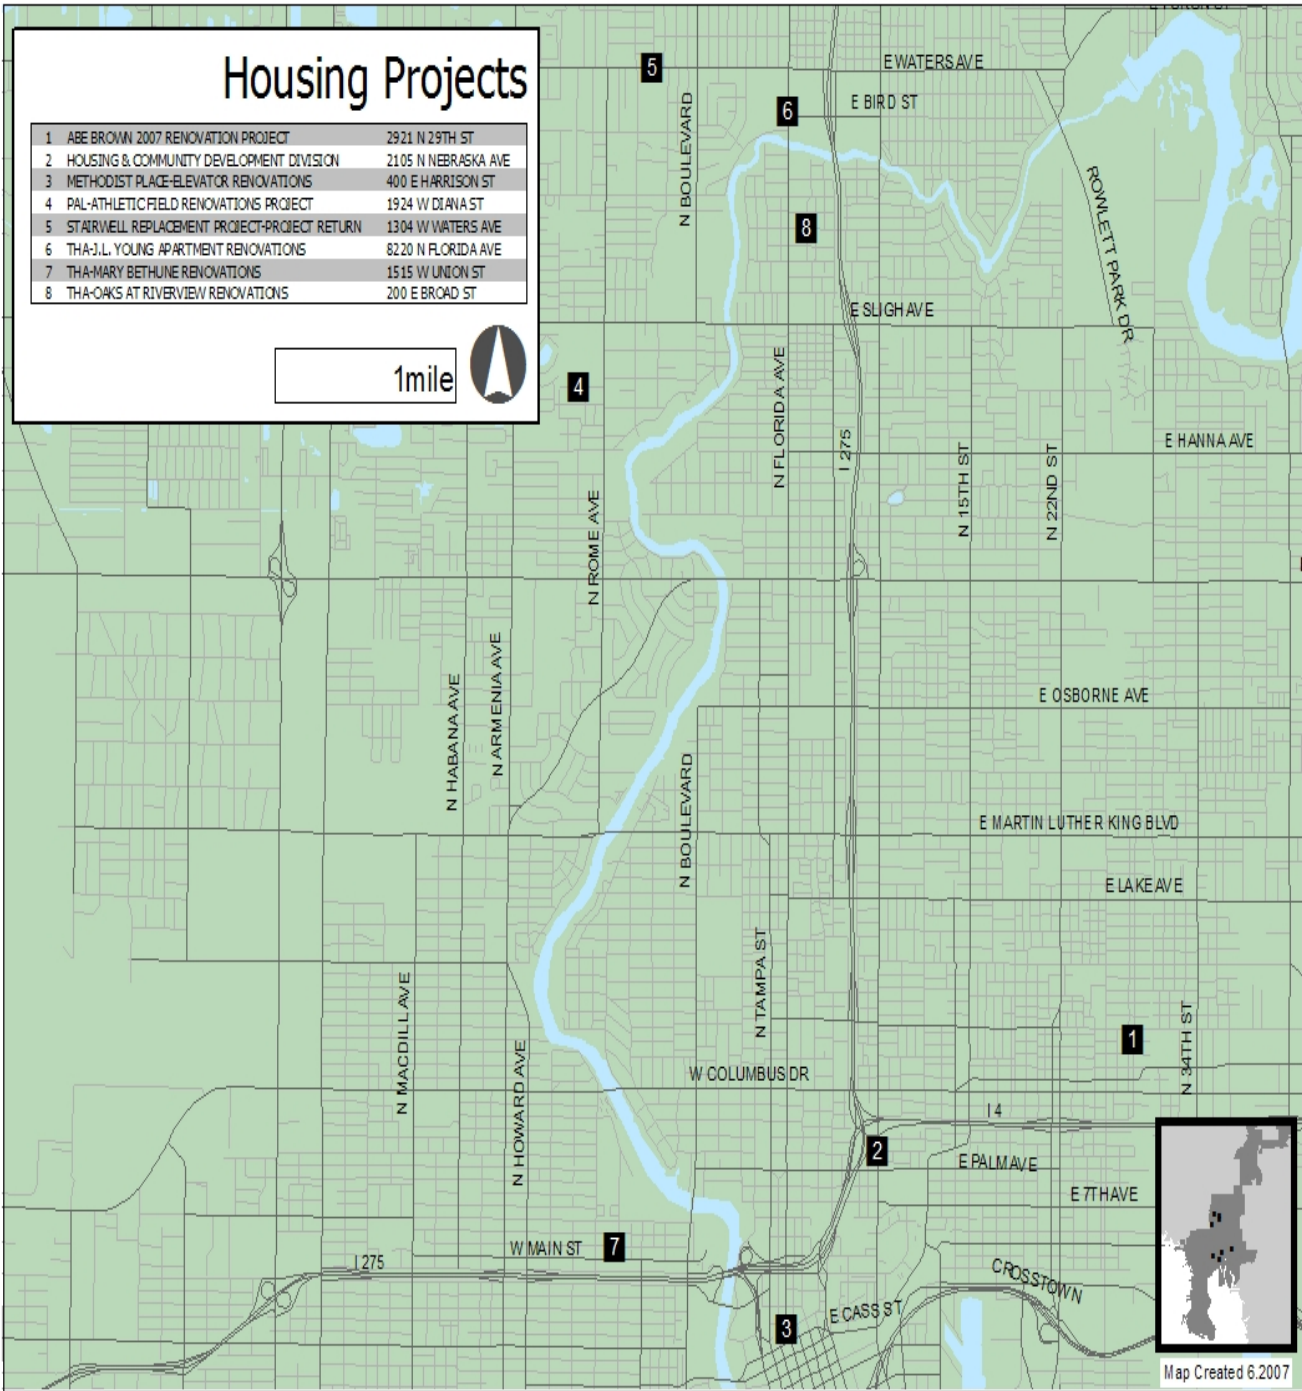 Housing Projects
1 ABE BROWN 2007 RENOVATION PROJECT 2921 N 29TH ST
2 HOUSING & COMMUNITY DEVELOPMENT DIVISION 2105 N NEBRASKA AVE
3 METHODIST PLACE-ELEVATOR RENOVATIONS 400 E HARRISON ST
4 PAL-ATHLETIC FIELD RENOVATIONS PROJECT 1924 W DIANA ST
5 STAIRWELL REPLACEMENT PROJECT-PROJECT RETURN 1304 W WATERS AVE
6 THA-J.L. YOUNG APARTMENT RENOVATIONS 8220 N FLORIDA AVE
7 THA-MARY BETHUNE RENOVATIONS 1515 W UNION ST
8 THA-OAKS AT RIVERVIEW RENOVATIONS 200 E BROAD ST
1mile
5
E WATERS AVE
6
E BIRD ST
N BOULEVARD
ROWLETT PARK DR
8
E SLIGH AVE
4
N FLORIDA AVE
I 275
E HANNA AVE
N 15TH ST
N 22ND ST
N ROME AVE
N ARMENIA AVE
N HABANA AVE
E OSBORNE AVE
N BOULEVARD
E MARTIN LUTHER KING BLVD
E LAKE AVE
N TAMPA ST
N MACDILL AVE
N HOWARD AVE
1
N 34TH ST
W COLUMBUS DR
I 4
2
E PALM AVE
E 7TH AVE
W MAIN ST
7
I 275
CROSSTOWN
E CASS ST
3
Map Created 6.2007